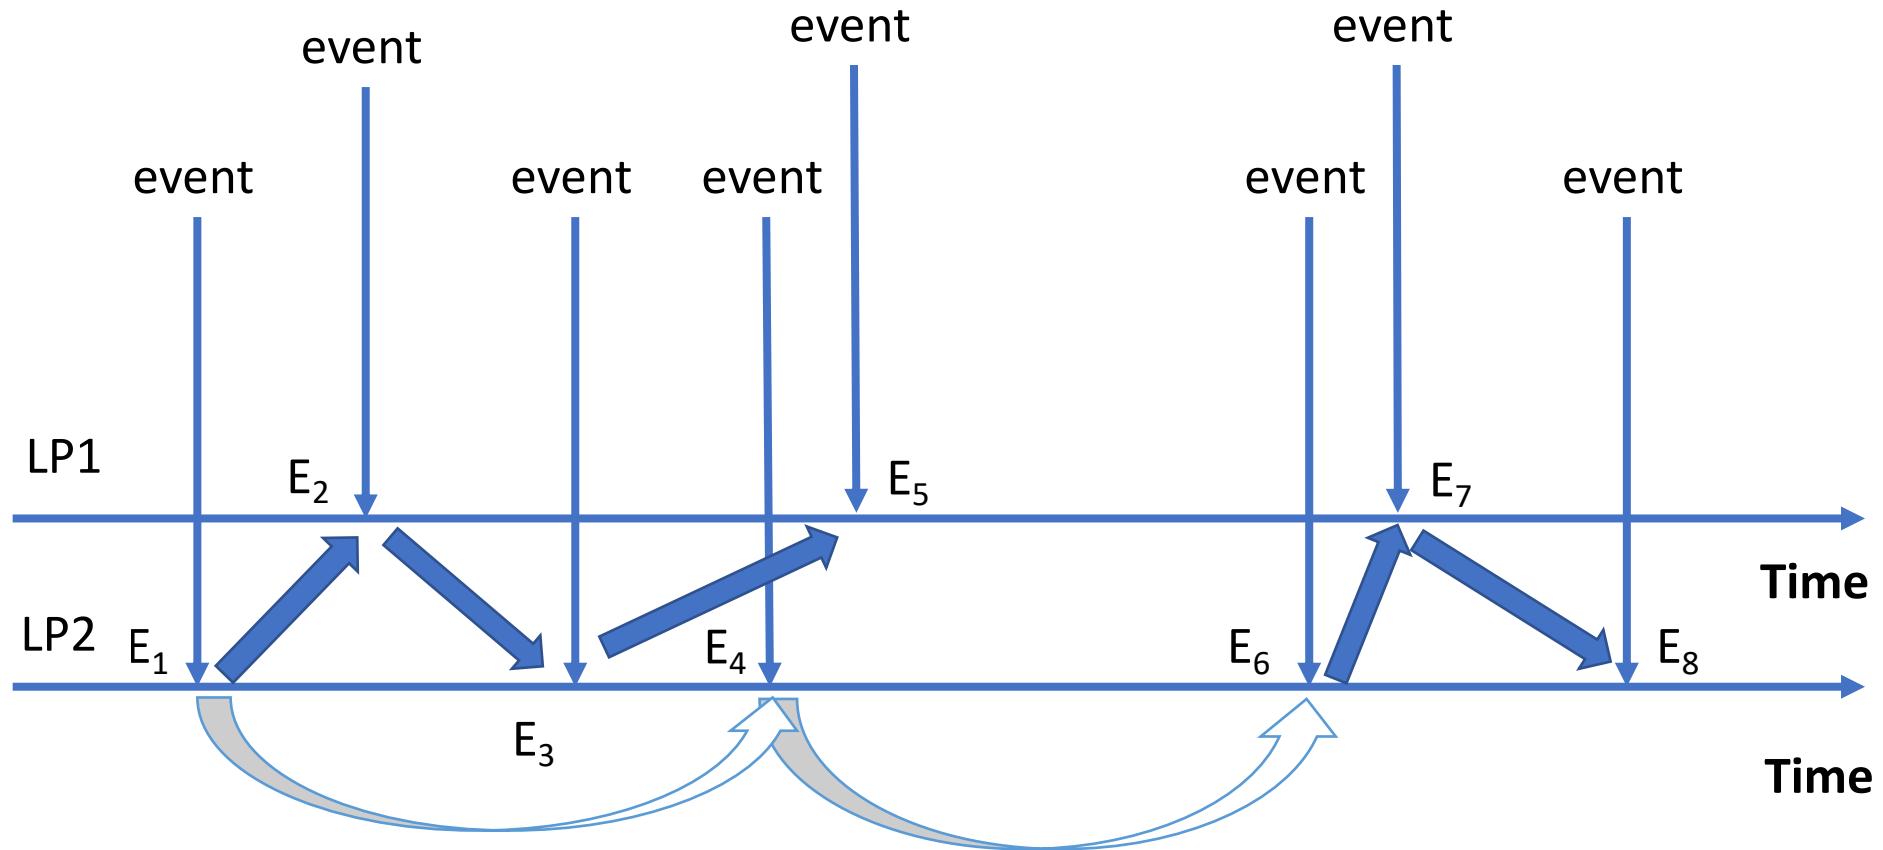 event
event
event
event
event
event
event
event
LP1
E₂
E₅
E₇
Time
LP2
E₁
E₄
E₆
E₈
E₃
Time